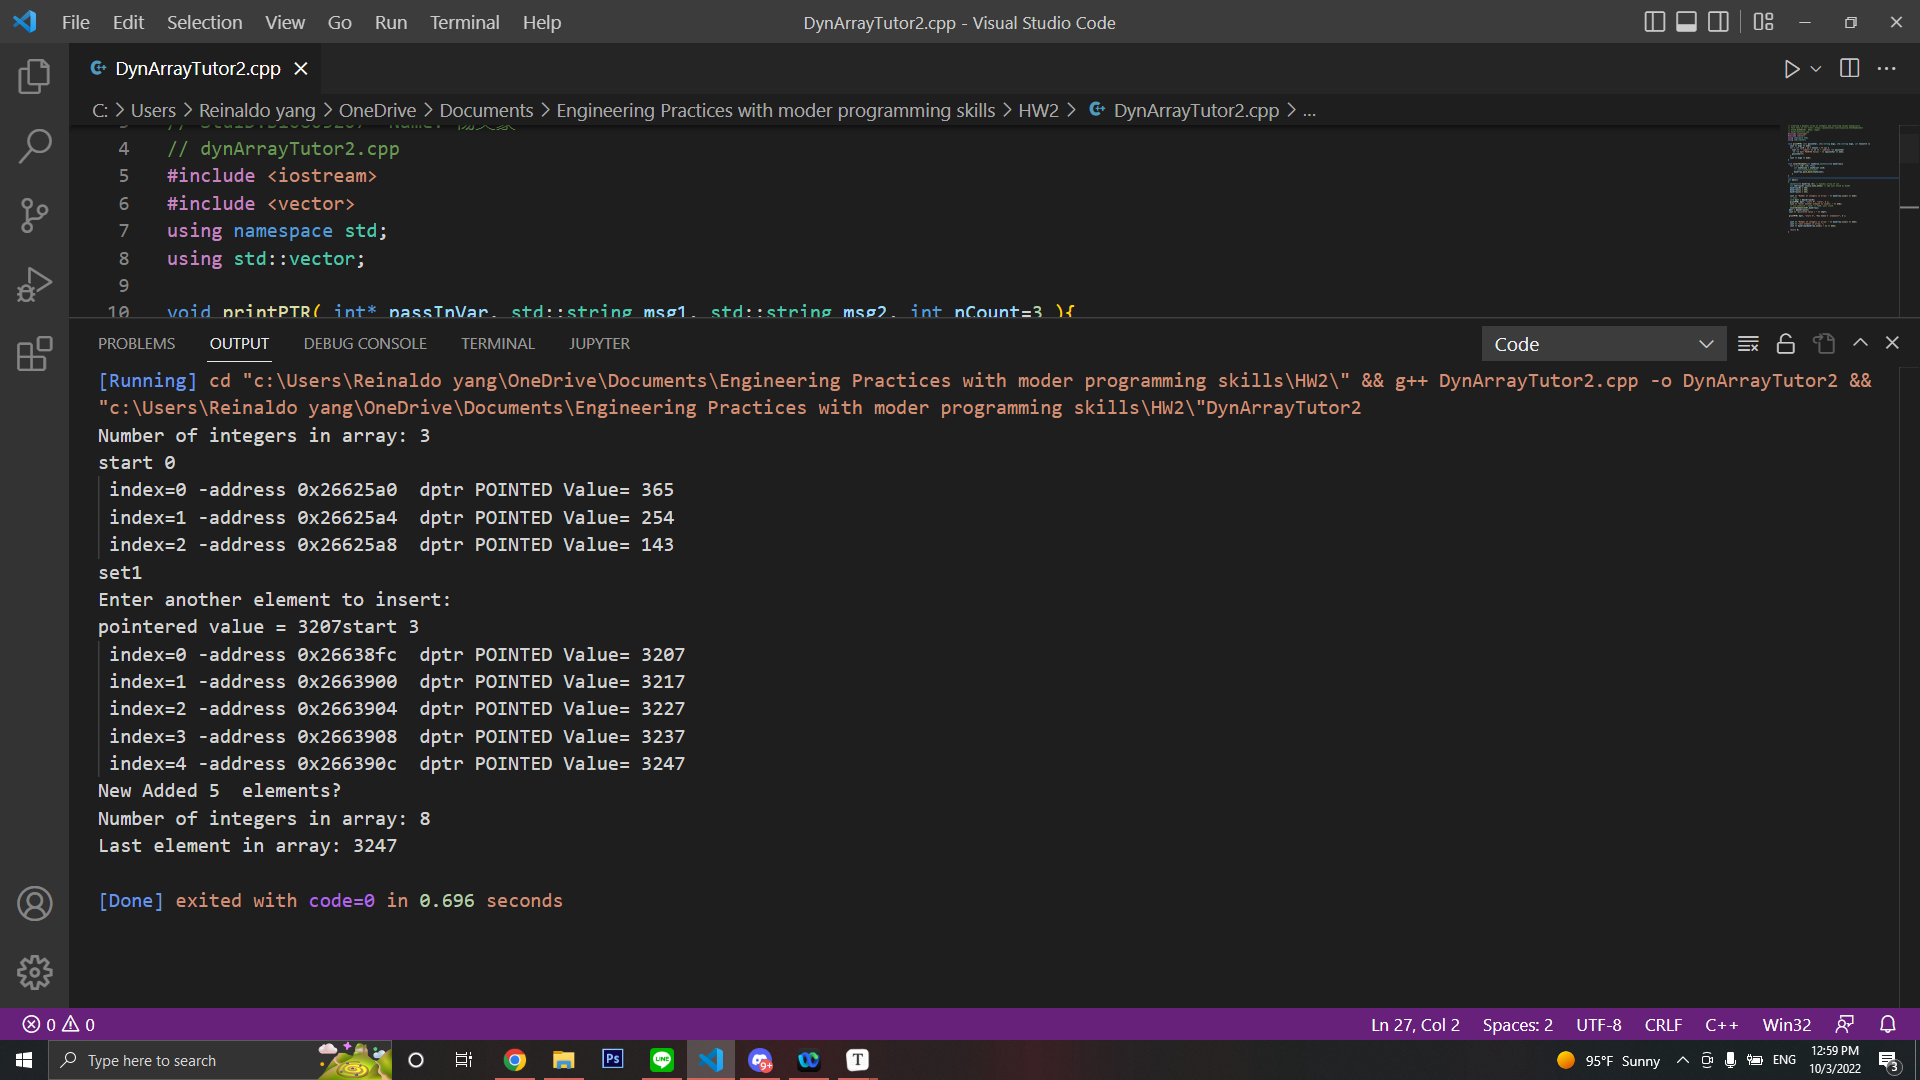 File Edit Selection View Go Run Terminal Help
DynArrayTutor2.cpp - Visual Studio Code
DynArrayTutor2.cpp
C: > Users > Reinaldo yang > OneDrive > Documents > Engineering Practices with moder programming skills > HW2 > DynArrayTutor2.cpp > ...
4 // dynArrayTutor2.cpp
5 #include <iostream>
6 #include <vector>
7 using namespace std;
8 using std::vector;
9
10 void printPTR( int* passInVar, std::string msg1, std::string msg2, int nCount=3 ){
PROBLEMS OUTPUT DEBUG CONSOLE TERMINAL JUPYTER
Code
[Running] cd "c:\Users\Reinaldo yang\OneDrive\Documents\Engineering Practices with moder programming skills\HW2\" && g++ DynArrayTutor2.cpp -o DynArrayTutor2 &&
"c:\Users\Reinaldo yang\OneDrive\Documents\Engineering Practices with moder programming skills\HW2\"DynArrayTutor2
Number of integers in array: 3
start 0
index=0 -address 0x26625a0  dptr POINTED Value= 365
index=1 -address 0x26625a4  dptr POINTED Value= 254
index=2 -address 0x26625a8  dptr POINTED Value= 143
set1
Enter another element to insert:
pointered value = 3207start 3
index=0 -address 0x26638fc  dptr POINTED Value= 3207
index=1 -address 0x2663900  dptr POINTED Value= 3217
index=2 -address 0x2663904  dptr POINTED Value= 3227
index=3 -address 0x2663908  dptr POINTED Value= 3237
index=4 -address 0x266390c  dptr POINTED Value= 3247
New Added 5  elements?
Number of integers in array: 8
Last element in array: 3247
[Done] exited with code=0 in 0.696 seconds
0 0
Ln 27, Col 2 Spaces: 2 UTF-8 CRLF C++ Win32
Type here to search
Ps
LINE
9+
T
95°F Sunny
ENG
12:59 PM
10/3/2022
3